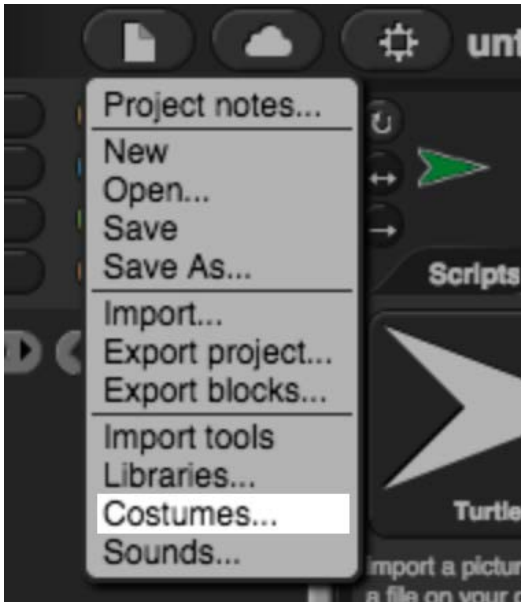 unt
Project notes...
New
Open...
Save
Save As...
Scripts
Import...
Export project...
Export blocks...
Import tools
Libraries...
Costumes...
Turtle
Sounds...
import a pictur
a file on your